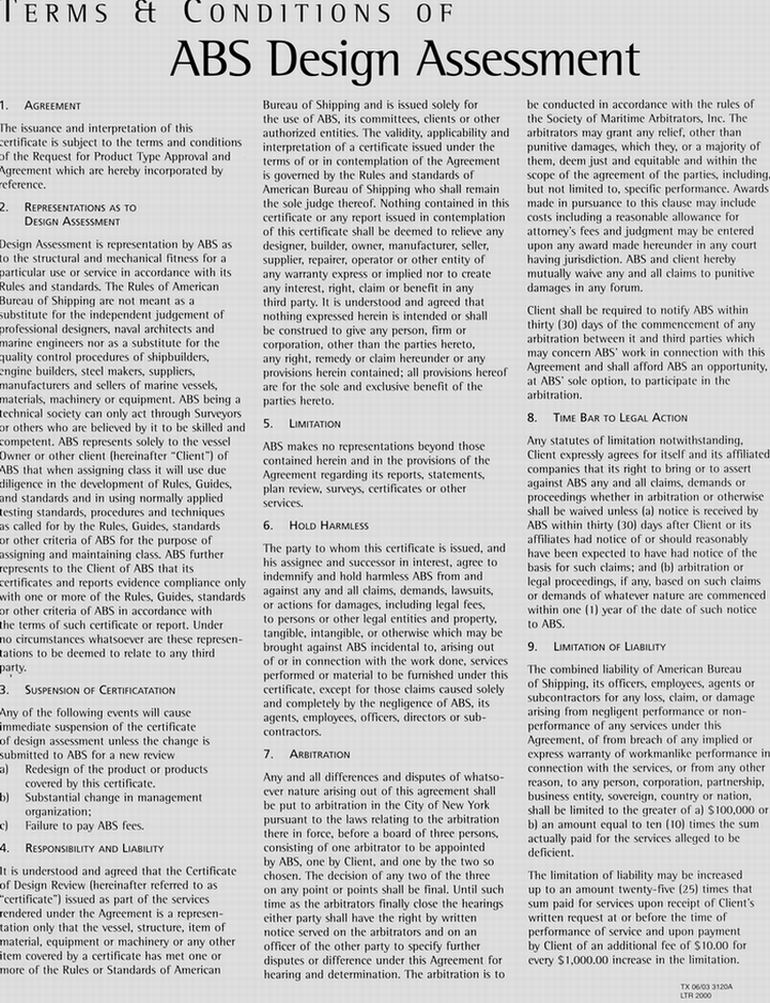 TERMS & CONDITIONS OF
ABS Design Assessment
1. AGREEMENT
The issuance and interpretation of this
certificate is subject to the terms and conditions
of the Request for Product Type Approval and
Agreement which are hereby incorporated by
reference.
2. REPRESENTATIONS AS TO
DESIGN ASSESSMENT
Design Assessment is representation by ABS as
to the structural and mechanical fitness for a
particular use or service in accordance with its
Rules and standards. The Rules of American
Bureau of Shipping are not meant as a
substitute for the independent judgement of
professional designers, naval architects and
marine engineers nor as a substitute for the
quality control procedures of shipbuilders,
engine builders, steel makers, suppliers,
manufacturers and sellers of marine vessels,
materials, machinery or equipment. ABS being a
technical society can only act through Surveyors
or others who are believed by it to be skilled and
competent. ABS represents solely to the vessel
Owner or other client (hereinafter “Client”) of
ABS that when assigning class it will use due
diligence in the development of Rules, Guides,
and standards and in using normally applied
testing standards, procedures and techniques
as called for by the Rules, Guides, standards
or other criteria of ABS for the purpose of
assigning and maintaining class. ABS further
represents to the Client of ABS that its
certificates and reports evidence compliance only
with one or more of the Rules, Guides, standards
or other criteria of ABS in accordance with
the terms of such certificate or report. Under
no circumstances whatsoever are these represen-
tations to be deemed to relate to any third
party.
3. SUSPENSION OF CERTIFICATATION
Any of the following events will cause
immediate suspension of the certificate
of design assessment unless the change is
submitted to ABS for a new review
a) Redesign of the product or products
covered by this certificate.
b) Substantial change in management
organization;
c) Failure to pay ABS fees.
4. RESPONSIBILITY AND LIABILITY
It is understood and agreed that the Certificate
of Design Review (hereinafter referred to as
“certificate”) issued as part of the services
rendered under the Agreement is a represen-
tation only that the vessel, structure, item of
material, equipment or machinery or any other
item covered by a certificate has met one or
more of the Rules or Standards of American
Bureau of Shipping and is issued solely for
the use of ABS, its committees, clients or other
authorized entities. The validity, applicability and
interpretation of a certificate issued under the
terms of or in contemplation of the Agreement
is governed by the Rules and standards of
American Bureau of Shipping who shall remain
the sole judge thereof. Nothing contained in this
certificate or any report issued in contemplation
of this certificate shall be deemed to relieve any
designer, builder, owner, manufacturer, seller,
supplier, repairer, operator or other entity of
any warranty express or implied nor to create
any interest, right, claim or benefit in any
third party. It is understood and agreed that
nothing expressed herein is intended or shall
be construed to give any person, firm or
corporation, other than the parties hereto,
any right, remedy or claim hereunder or any
provisions herein contained; all provisions hereof
are for the sole and exclusive benefit of the
parties hereto.
5. LIMITATION
ABS makes no representations beyond those
contained herein and in the provisions of the
Agreement regarding its reports, statements,
plan review, surveys, certificates or other
services.
6. HOLD HARMLESS
The party to whom this certificate is issued, and
his assignee and successor in interest, agree to
indemnify and hold harmless ABS from and
against any and all claims, demands, lawsuits,
or actions for damages, including legal fees,
to persons or other legal entities and property,
tangible, intangible, or otherwise which may be
brought against ABS incidental to, arising out
of or in connection with the work done, services
performed or material to be furnished under this
certificate, except for those claims caused solely
and completely by the negligence of ABS, its
agents, employees, officers, directors or sub-
contractors.
7. ARBITRATION
Any and all differences and disputes of whatso-
ever nature arising out of this agreement shall
be put to arbitration in the City of New York
pursuant to the laws relating to the arbitration
there in force, before a board of three persons,
consisting of one arbitrator to be appointed
by ABS, one by Client, and one by the two so
chosen. The decision of any two of the three
on any point or points shall be final. Until such
time as the arbitrators finally close the hearings
either party shall have the right by written
notice served on the arbitrators and on an
officer of the other party to specify further
disputes or difference under this Agreement for
hearing and determination. The arbitration is to
be conducted in accordance with the rules of
the Society of Maritime Arbitrators, Inc. The
arbitrators may grant any relief, other than
punitive damages, which they, or a majority of
them, deem just and equitable and within the
scope of the agreement of the parties, including,
but not limited to, specific performance. Awards
made in pursuance to this clause may include
costs including a reasonable allowance for
attorney’s fees and judgment may be entered
upon any award made hereunder in any court
having jurisdiction. ABS and client hereby
mutually waive any and all claims to punitive
damages in any forum.
Client shall be required to notify ABS within
thirty (30) days of the commencement of any
arbitration between it and third parties which
may concern ABS’ work in connection with this
Agreement and shall afford ABS an opportunity,
at ABS’ sole option, to participate in the
arbitration.
8. TIME BAR TO LEGAL ACTION
Any statutes of limitation notwithstanding,
Client expressly agrees for itself and its affiliated
companies that its right to bring or to assert
against ABS any and all claims, demands or
proceedings whether in arbitration or otherwise
shall be waived unless (a) notice is received by
ABS within thirty (30) days after Client or its
affiliates had notice of or should reasonably
have been expected to have had notice of the
basis for such claims; and (b) arbitration or
legal proceedings, if any, based on such claims
or demands of whatever nature are commenced
within one (1) year of the date of such notice
to ABS.
9. LIMITATION OF LIABILITY
The combined liability of American Bureau
of Shipping, its officers, employees, agents or
subcontractors for any loss, claim, or damage
arising from negligent performance or non-
performance of any services under this
Agreement, of from breach of any implied or
express warranty of workmanlike performance in
connection with the services, or from any other
reason, to any person, corporation, partnership,
business entity, sovereign, country or nation,
shall be limited to the greater of a) $100,000 or
b) an amount equal to ten (10) times the sum
actually paid for the services alleged to be
deficient.
The limitation of liability may be increased
up to an amount twenty-five (25) times that
sum paid for services upon receipt of Client’s
written request at or before the time of
performance of service and upon payment
by Client of an additional fee of $10.00 for
every $1,000.00 increase in the limitation.
TX 06/03 3120A
LTR 2000